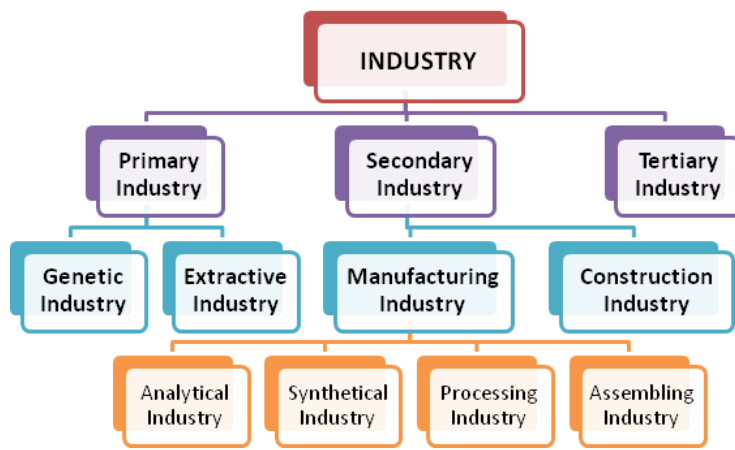 INDUSTRY
Primary
Industry
Secondary
Industry
Tertiary
Industry
Genetic
Industry
Extractive
Industry
Manufacturing
Industry
Construction
Industry
Analytical
Industry
Synthetical
Industry
Processing
Industry
Assembling
Industry